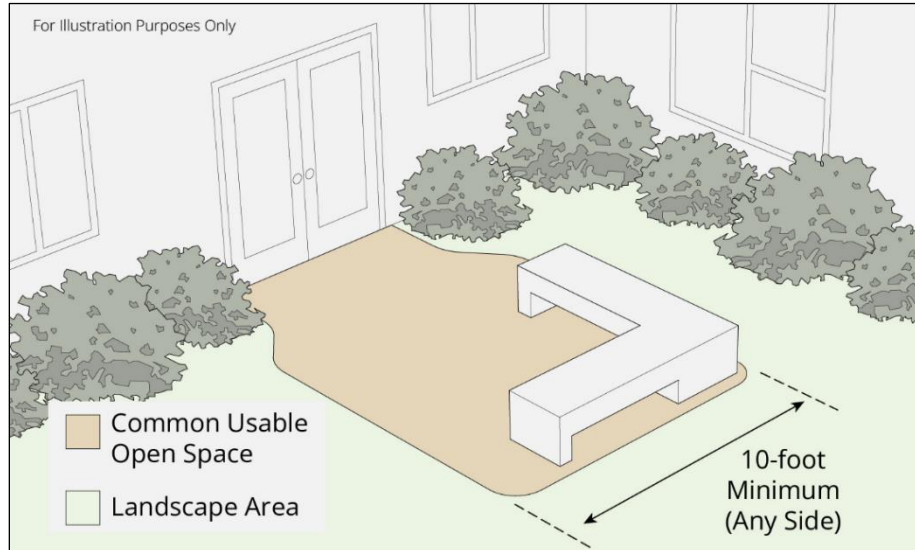 For Illustration Purposes Only
Common Usable
Open Space
Landscape Area
10-foot
Minimum
(Any Side)